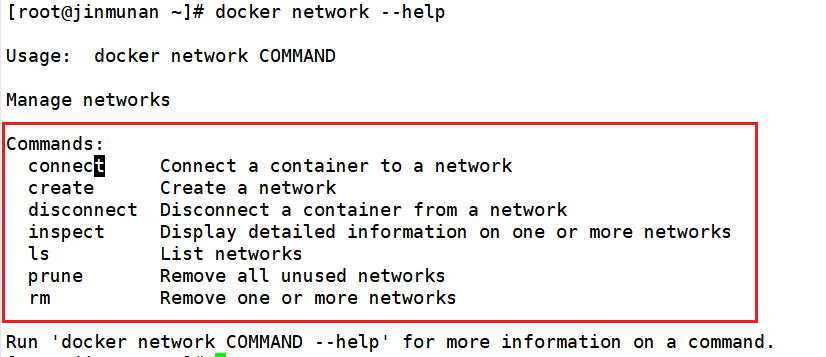 [root@jinmunan ~]# docker network --help
Usage:  docker network COMMAND
Manage networks
Commands:
  connect     Connect a container to a network
  create      Create a network
  disconnect  Disconnect a container from a network
  inspect     Display detailed information on one or more networks
  ls          List networks
  prune       Remove all unused networks
  rm          Remove one or more networks
Run 'docker network COMMAND --help' for more information on a command.